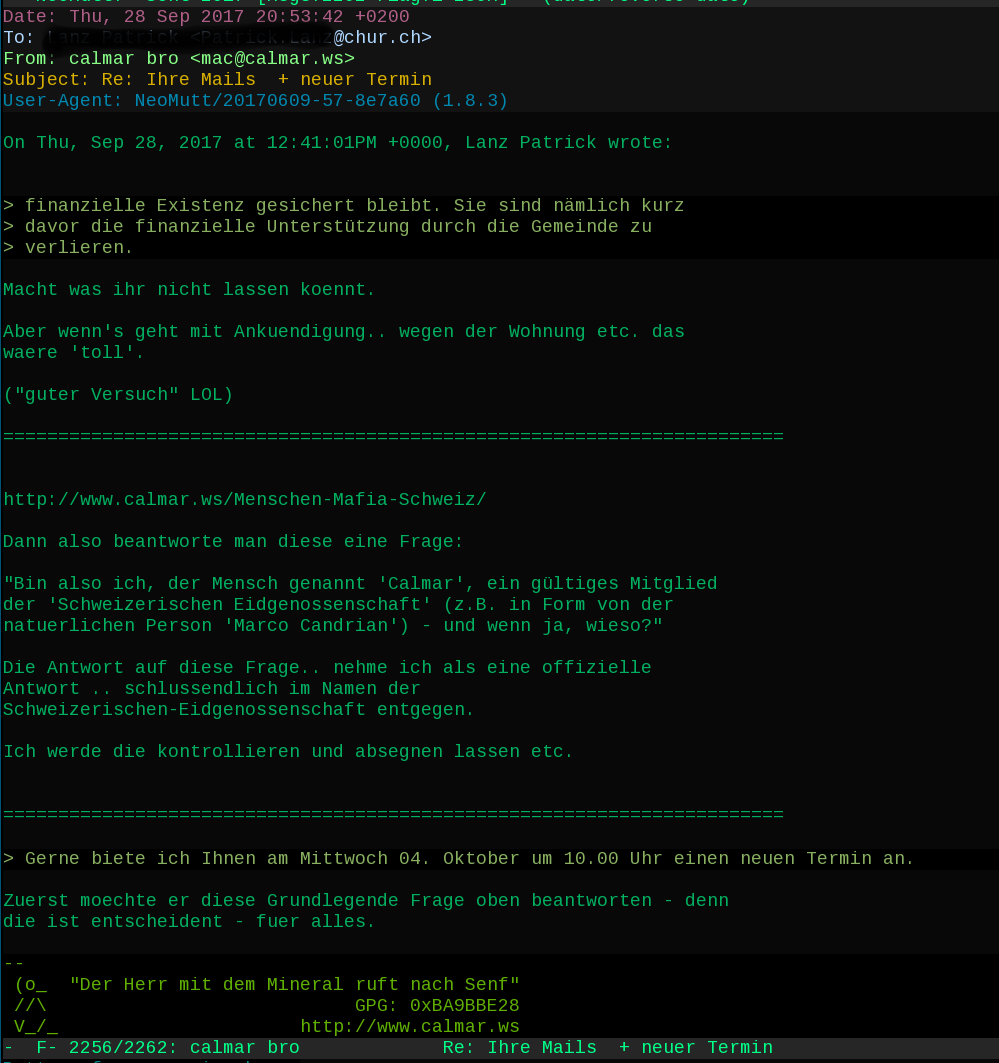 Date: Thu, 28 Sep 2017 20:53:42 +0200
To: @chur.ch>
From: calmar bro <mac@calmar.ws>
Subject: Re: Ihre Mails  + neuer Termin
User-Agent: NeoMutt/20170609-57-8e7a60 (1.8.3)
On Thu, Sep 28, 2017 at 12:41:01PM +0000, Lanz Patrick wrote:
> finanzielle Existenz gesichert bleibt. Sie sind nämlich kurz
> davor die finanzielle Unterstützung durch die Gemeinde zu
> verlieren.
Macht was ihr nicht lassen koennt.
Aber wenn's geht mit Ankuendigung.. wegen der Wohnung etc. das
waere 'toll'.
("guter Versuch" LOL)
=======================================================================
http://www.calmar.ws/Menschen-Mafia-Schweiz/
Dann also beantworte man diese eine Frage:
"Bin also ich, der Mensch genannt 'Calmar', ein gültiges Mitglied
der 'Schweizerischen Eidgenossenschaft' (z.B. in Form von der
natuerlichen Person 'Marco Candrian') - und wenn ja, wieso?"
Die Antwort auf diese Frage.. nehme ich als eine offizielle
Antwort .. schlussendlich im Namen der
Schweizerischen-Eidgenossenschaft entgegen.
Ich werde die kontrollieren und absegnen lassen etc.
=======================================================================
> Gerne biete ich Ihnen am Mittwoch 04. Oktober um 10.00 Uhr einen neuen Termin an.
Zuerst moechte er diese Grundlegende Frage oben beantworten - denn
die ist entscheident - fuer alles.
--
(o_  "Der Herr mit dem Mineral ruft nach Senf"
//\                            GPG: 0xBA9BBE28
V_/_                      http://www.calmar.ws
-  F- 2256/2262: calmar bro             Re: Ihre Mails  + neuer Termin